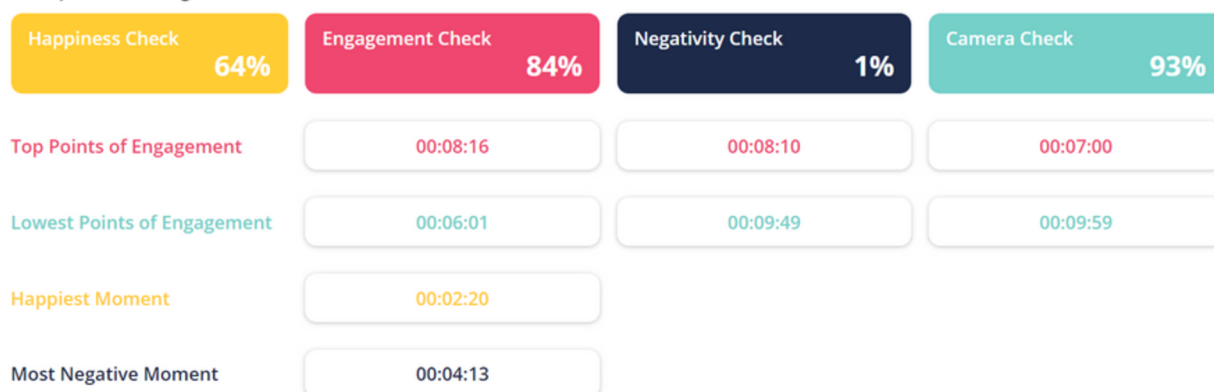 Happiness Check
64%
Engagement Check
84%
Negativity Check
1%
Camera Check
93%
Top Points of Engagement
00:08:16
00:08:10
00:07:00
Lowest Points of Engagement
00:06:01
00:09:49
00:09:59
Happiest Moment
00:02:20
Most Negative Moment
00:04:13